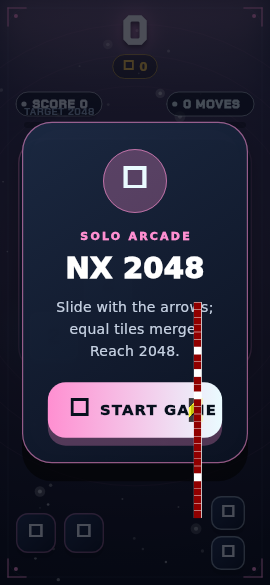 0
0
SCORE 0
0 MOVES
TARGET 2048
SOLO ARCADE
NX 2048
Slide with the arrows;
equal tiles merge.
Reach 2048.
START GAME